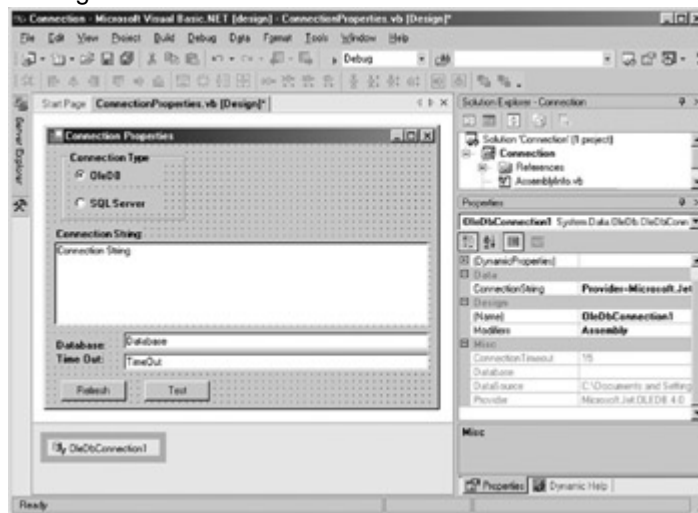 Connection - Microsoft Visual Basic.NET [design] - ConnectionProperties.vb [Design]*
File Edit View Project Build Debug Data Format Tools Window Help
Debug
Start Page ConnectionProperties.vb [Design]*
Server Explorer
Connection Properties
Connection Type
OleDB
SQL Server
Connection String
Connection String
Database:
Database
Time Out:
TimeOut
Refresh
Test
OleDbConnection1
Solution Explorer - Connection
Solution 'Connection' (1 project)
Connection
References
AssemblyInfo.vb
Properties
OleDbConnection1 System.Data.OleDb.OleDbConn
(DynamicProperties)
Data
ConnectionString Provider=Microsoft.Jet
Design
(Name) OleDbConnection1
Modifiers Assembly
Misc
ConnectionTimeout 15
Database
DataSource C:\Documents and Setting
Provider Microsoft.Jet.OLEDB.4.0
Misc
Properties Dynamic Help
Ready